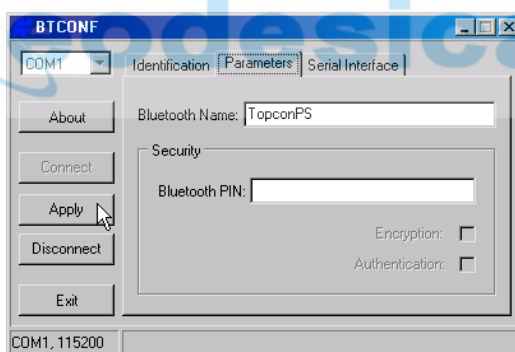 BTCONF
COM1
Identification Parameters Serial Interface
About
Connect
Apply
Disconnect
Exit
Bluetooth Name: TopconPS
Security
Bluetooth PIN:
Encryption:
Authentication:
COM1, 115200